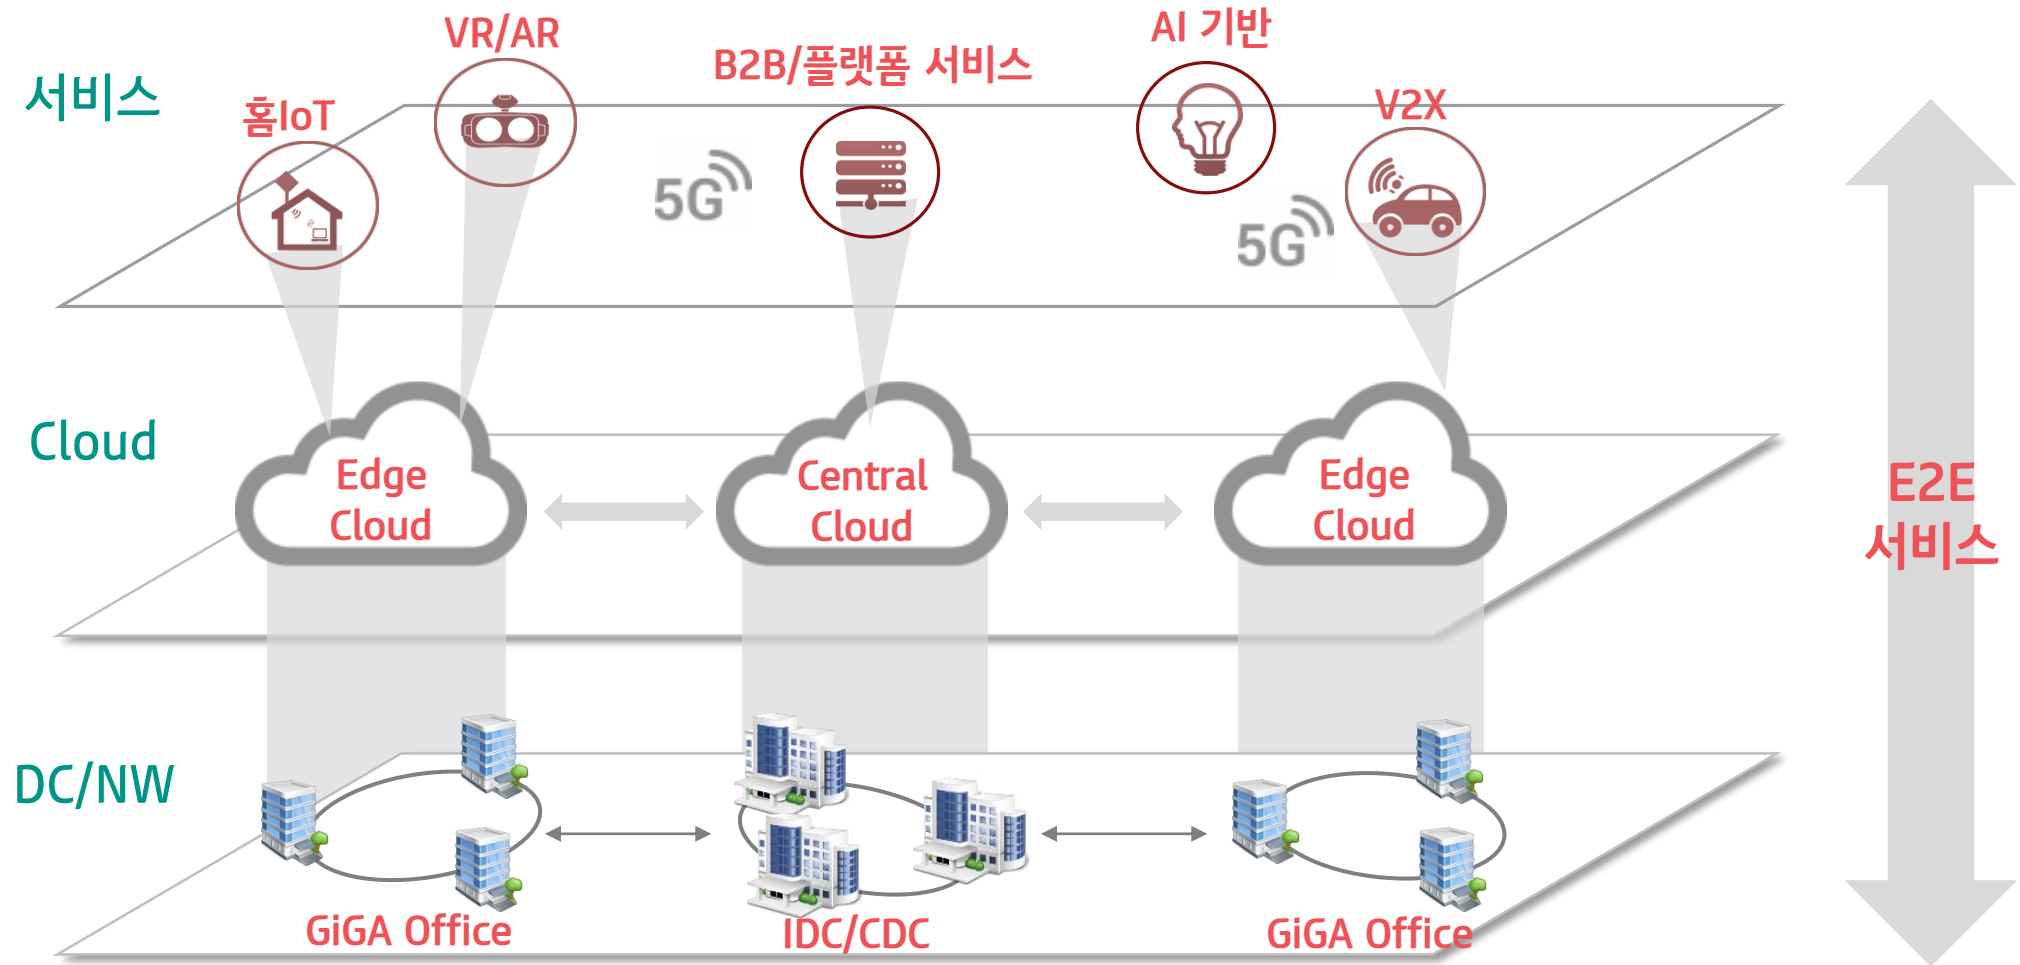 서비스
홈IoT
VR/AR
5G
B2B/플랫폼 서비스
AI 기반
5G
V2X
Cloud
Edge
Cloud
Central
Cloud
Edge
Cloud
E2E
서비스
DC/NW
GiGA Office
IDC/CDC
GiGA Office